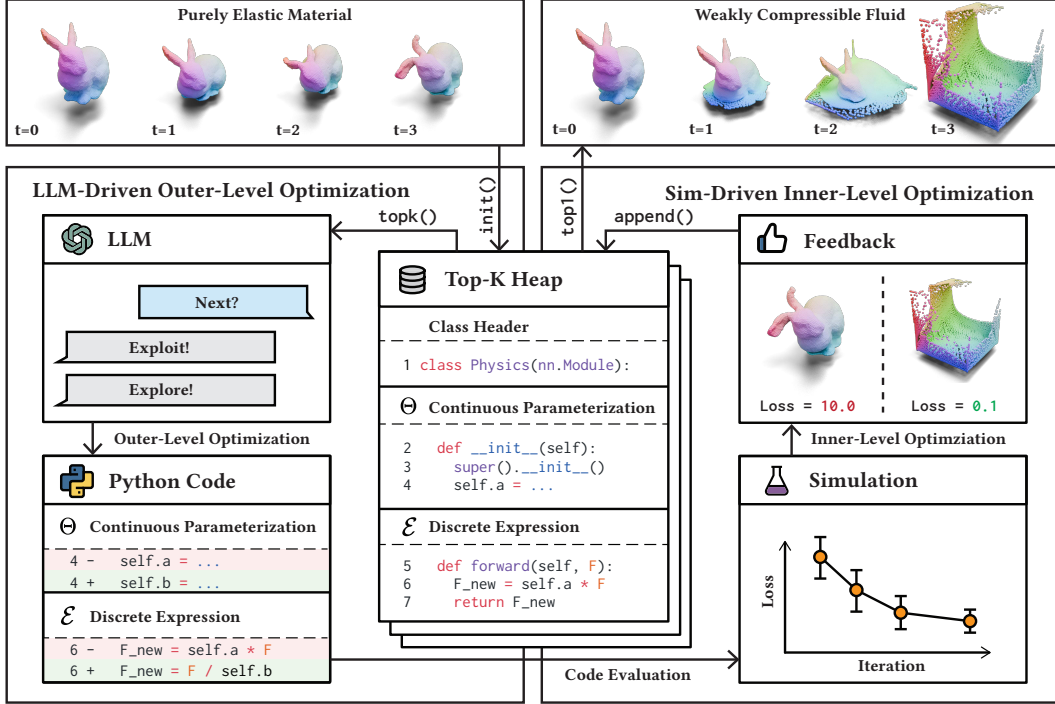 Purely Elastic Material
t=0
t=1
t=2
t=3
Weakly Compressible Fluid
t=0
t=1
t=2
t=3
LLM-Driven Outer-Level Optimization
topk()
init()
top1()
append()
Sim-Driven Inner-Level Optimization
LLM
Next?
Exploit!
Explore!
Outer-Level Optimization
Python Code
Θ Continuous Parameterization
4 - self.a = ...
4 + self.b = ...
ℰ Discrete Expression
6 - F_new = self.a * F
6 + F_new = F / self.b
Top-K Heap
Class Header
1 class Physics(nn.Module):
Θ Continuous Parameterization
2 def __init__(self):
3 super().__init__()
4 self.a = ...
ℰ Discrete Expression
5 def forward(self, F):
6 F_new = self.a * F
7 return F_new
Code Evaluation
Feedback
Loss = 10.0
Loss = 0.1
Inner-Level Optimziation
Simulation
Loss
Iteration